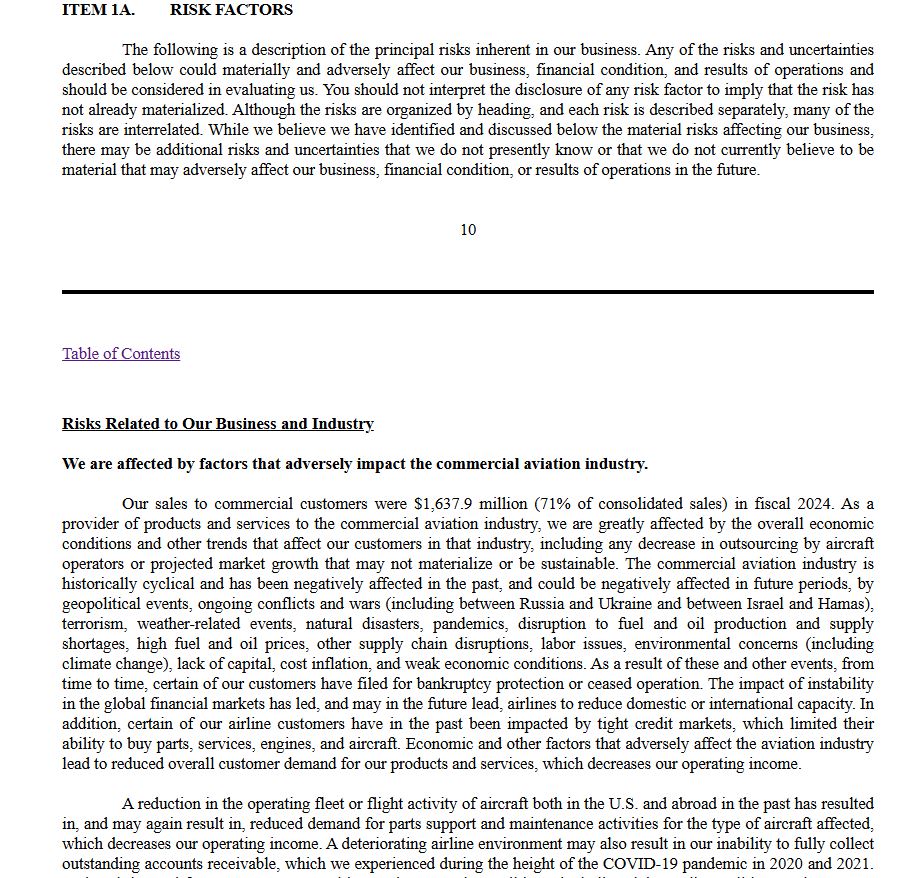 ITEM 1A. RISK FACTORS
The following is a description of the principal risks inherent in our business. Any of the risks and uncertainties
described below could materially and adversely affect our business, financial condition, and results of operations and
should be considered in evaluating us. You should not interpret the disclosure of any risk factor to imply that the risk has
not already materialized. Although the risks are organized by heading, and each risk is described separately, many of the
risks are interrelated. While we believe we have identified and discussed below the material risks affecting our business,
there may be additional risks and uncertainties that we do not presently know or that we do not currently believe to be
material that may adversely affect our business, financial condition, or results of operations in the future.
10
Table of Contents
Risks Related to Our Business and Industry
We are affected by factors that adversely impact the commercial aviation industry.
Our sales to commercial customers were $1,637.9 million (71% of consolidated sales) in fiscal 2024. As a
provider of products and services to the commercial aviation industry, we are greatly affected by the overall economic
conditions and other trends that affect our customers in that industry, including any decrease in outsourcing by aircraft
operators or projected market growth that may not materialize or be sustainable. The commercial aviation industry is
historically cyclical and has been negatively affected in the past, and could be negatively affected in future periods, by
geopolitical events, ongoing conflicts and wars (including between Russia and Ukraine and between Israel and Hamas),
terrorism, weather-related events, natural disasters, pandemics, disruption to fuel and oil production and supply
shortages, high fuel and oil prices, other supply chain disruptions, labor issues, environmental concerns (including
climate change), lack of capital, cost inflation, and weak economic conditions. As a result of these and other events, from
time to time, certain of our customers have filed for bankruptcy protection or ceased operation. The impact of instability
in the global financial markets has led, and may in the future lead, airlines to reduce domestic or international capacity. In
addition, certain of our airline customers have in the past been impacted by tight credit markets, which limited their
ability to buy parts, services, engines, and aircraft. Economic and other factors that adversely affect the aviation industry
lead to reduced overall customer demand for our products and services, which decreases our operating income.
A reduction in the operating fleet or flight activity of aircraft both in the U.S. and abroad in the past has resulted
in, and may again result in, reduced demand for parts support and maintenance activities for the type of aircraft affected,
which decreases our operating income. A deteriorating airline environment may also result in our inability to fully collect
outstanding accounts receivable, which we experienced during the height of the COVID-19 pandemic in 2020 and 2021.